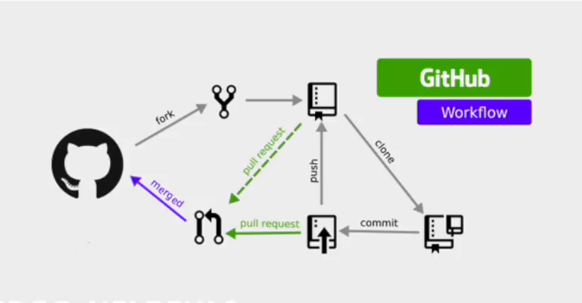 GitHub
Workflow
fork
clone
pull request
push
merged
pull request
commit